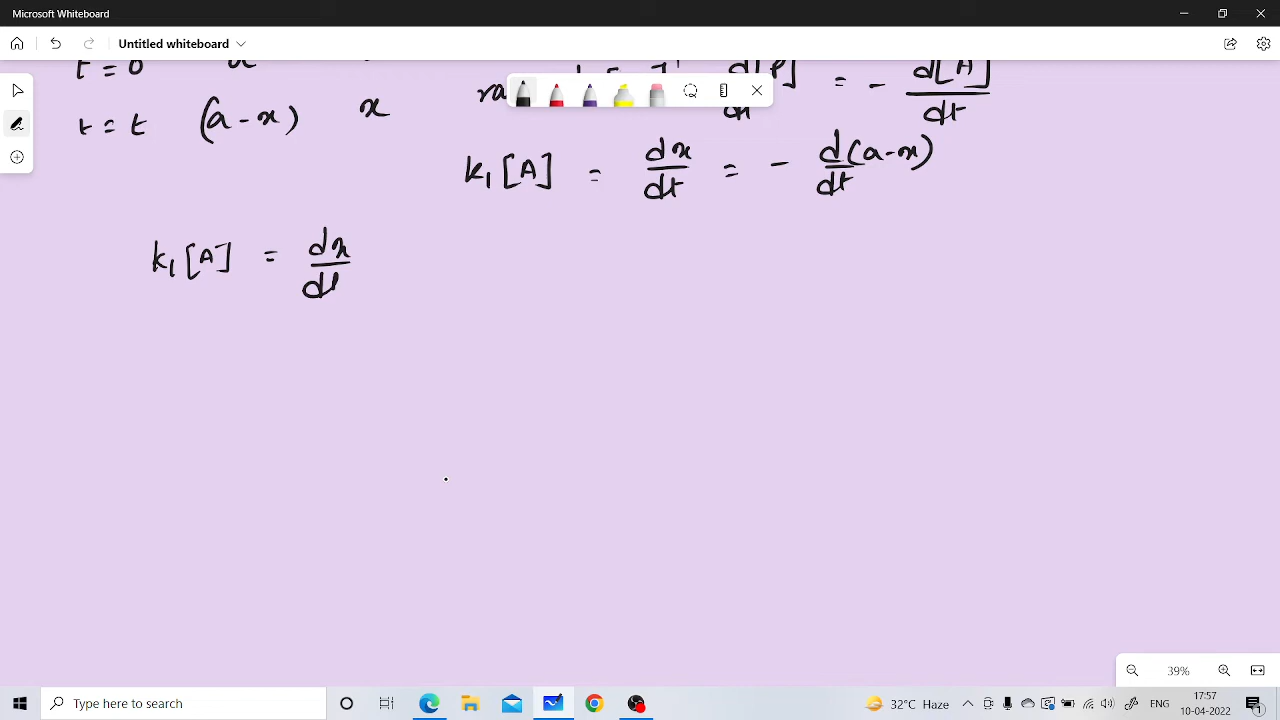 Microsoft Whiteboard
Untitled whiteboard
t = 0
t = t (a-x) x
d[P] = - d[A]
dt
k1[A] = dx/dt = - d/dt (a-x)
k1[A] = dx/dt
39%
Type here to search
32°C Haze
ENG
17:57
10-04-2022